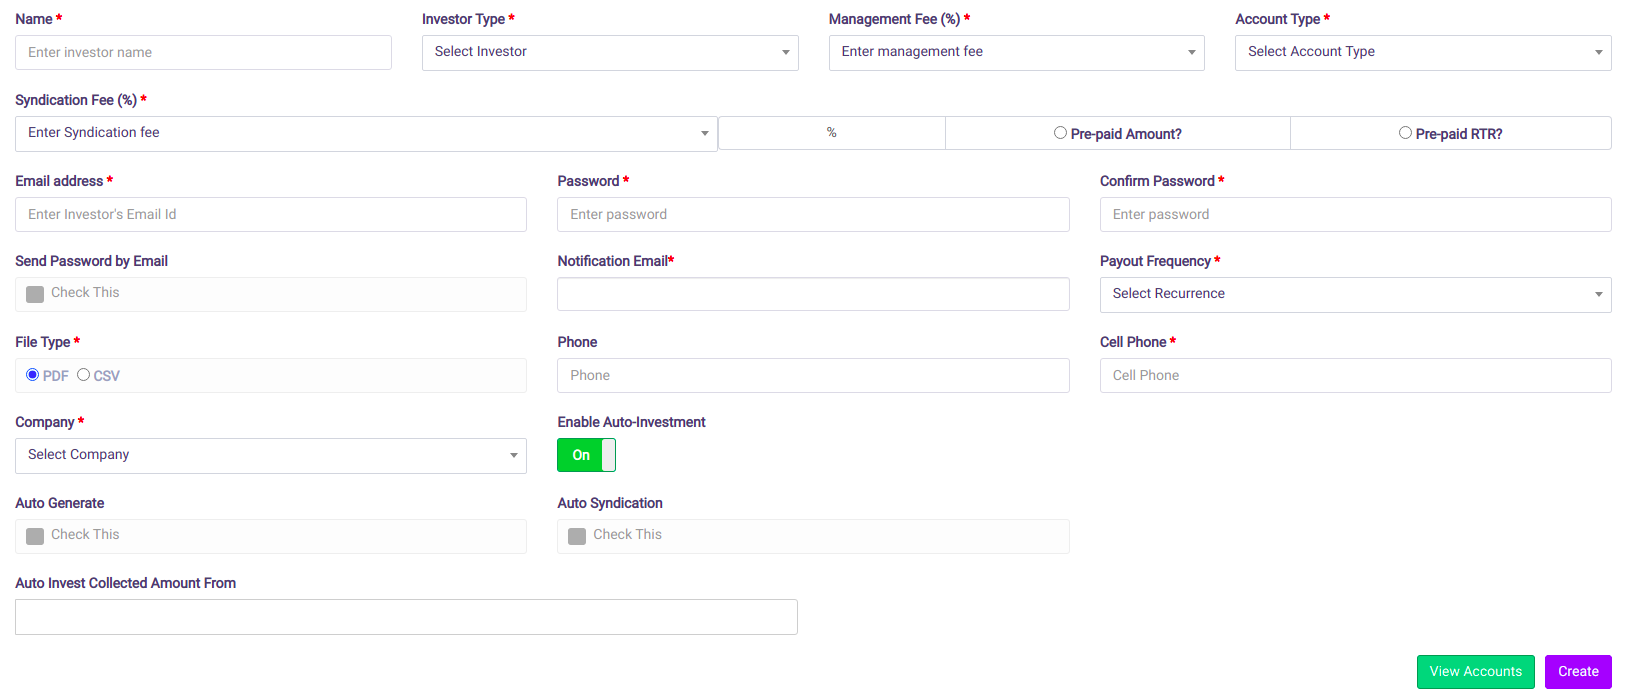 Name * Investor Type * Management Fee (%) * Account Type *
Enter investor name Select Investor Enter management fee Select Account Type
Syndication Fee (%) *
Enter Syndication fee % Pre-paid Amount? Pre-paid RTR?
Email address * Password * Confirm Password *
Enter Investor's Email Id Enter password Enter password
Send Password by Email Notification Email* Payout Frequency *
Check This Select Recurrence
File Type * Phone Cell Phone *
PDF CSV Phone Cell Phone
Company * Enable Auto-Investment
Select Company On
Auto Generate Auto Syndication
Check This Check This
Auto Invest Collected Amount From
View Accounts Create